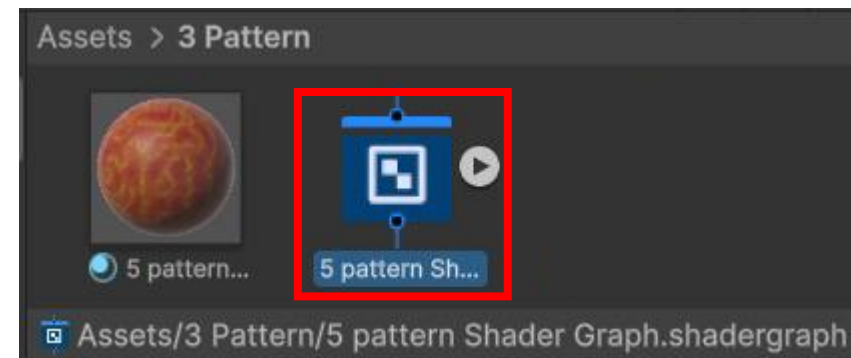 Assets > 3 Pattern
5 pattern...
5 pattern Sh...
Assets/3 Pattern/5 pattern Shader Graph.shadergraph